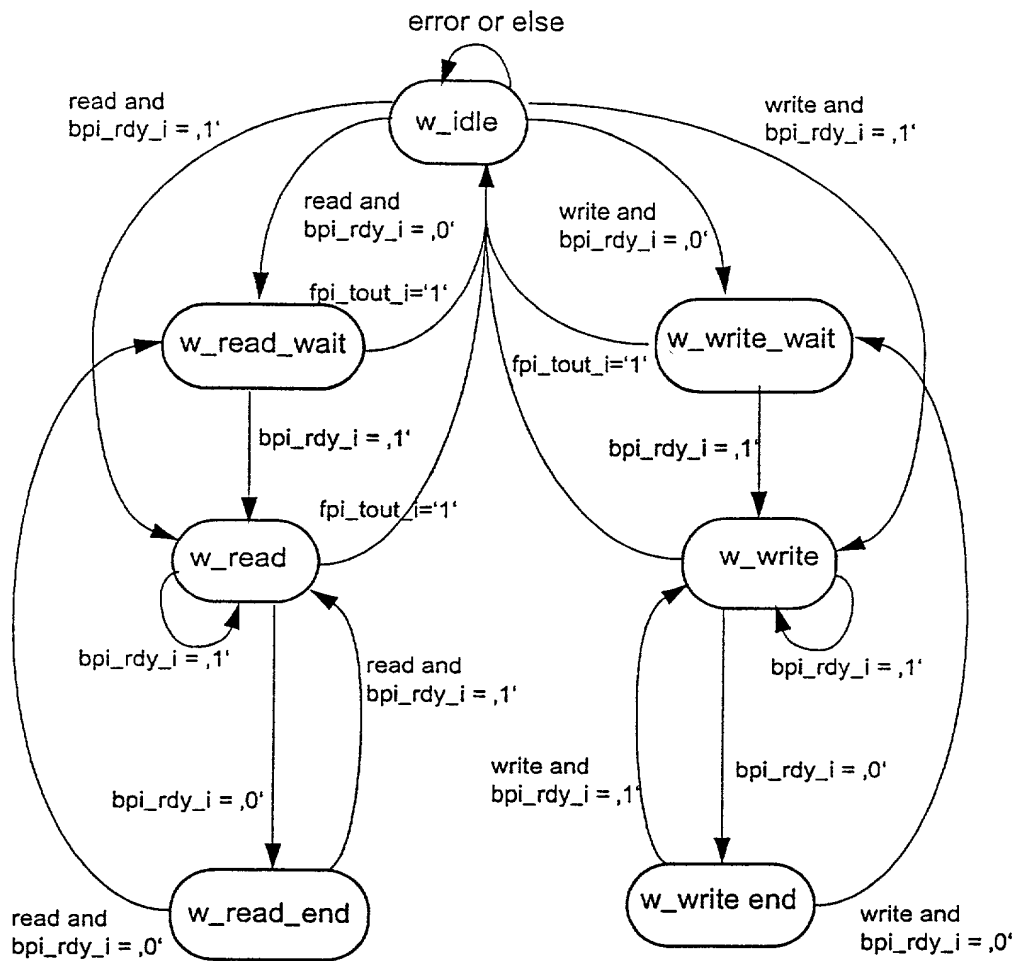 error or else
w_idle
read and
bpi_rdy_i = ,1‘
write and
bpi_rdy_i = ,1‘
read and
bpi_rdy_i = ,0‘
write and
bpi_rdy_i = ,0‘
fpi_tout_i=‘1‘
w_read_wait
w_write_wait
fpi_tout_i=‘1‘
bpi_rdy_i = ,1‘
bpi_rdy_i = ,1‘
fpi_tout_i=‘1‘
w_read
w_write
bpi_rdy_i = ,1‘
read and
bpi_rdy_i = ,1‘
bpi_rdy_i = ,1‘
write and
bpi_rdy_i = ,1‘
bpi_rdy_i = ,0‘
bpi_rdy_i = ,0‘
w_read_end
w_write end
read and
bpi_rdy_i = ,0‘
write and
bpi_rdy_i = ,0‘